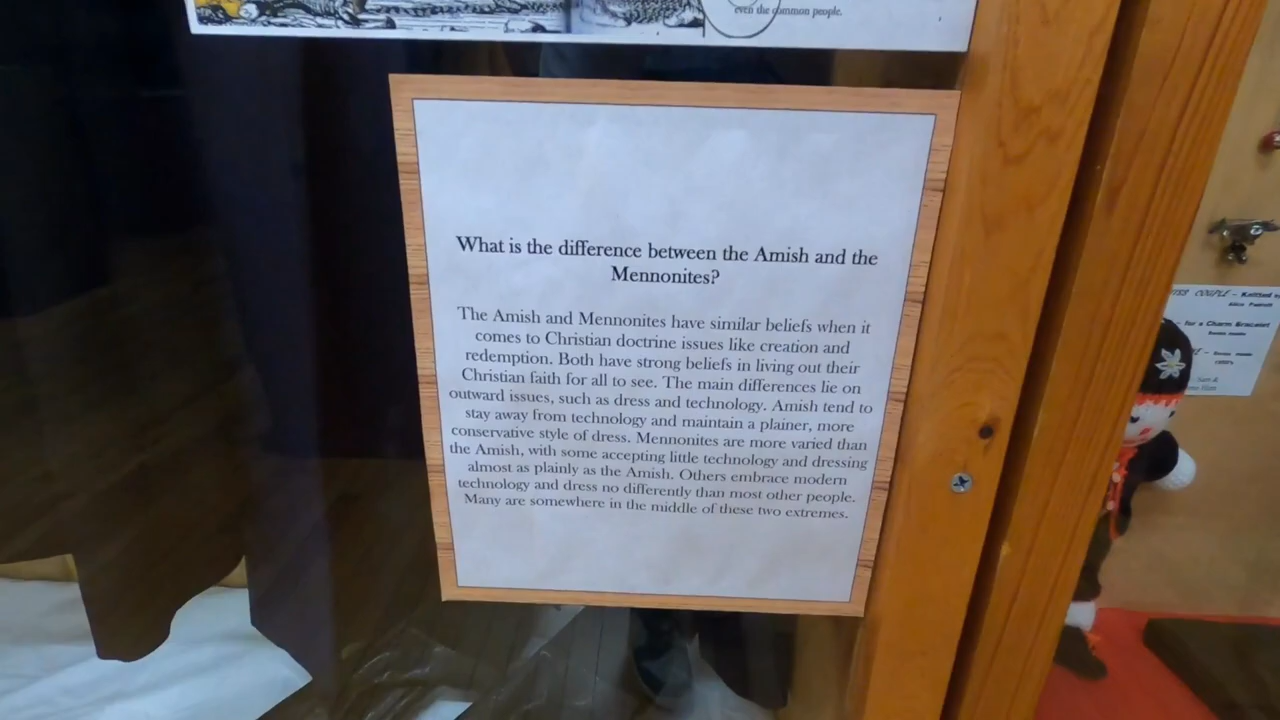 even the common people.
What is the difference between the Amish and the
Mennonites?
The Amish and Mennonites have similar beliefs when it
comes to Christian doctrine issues like creation and
redemption. Both have strong beliefs in living out their
Christian faith for all to see. The main differences lie on
outward issues, such as dress and technology. Amish tend to
stay away from technology and maintain a plainer, more
conservative style of dress. Mennonites are more varied than
the Amish, with some accepting little technology and dressing
almost as plainly as the Amish. Others embrace modern
technology and dress no differently than most other people.
Many are somewhere in the middle of these two extremes.
COUPLE - Knitted
for a Charm Bracelet